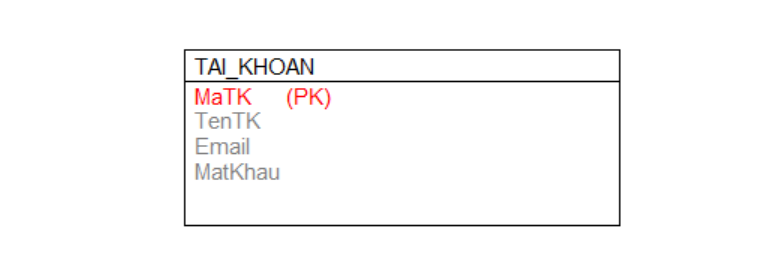 TAI_KHOAN
MaTK (PK)
TenTK
Email
MatKhau